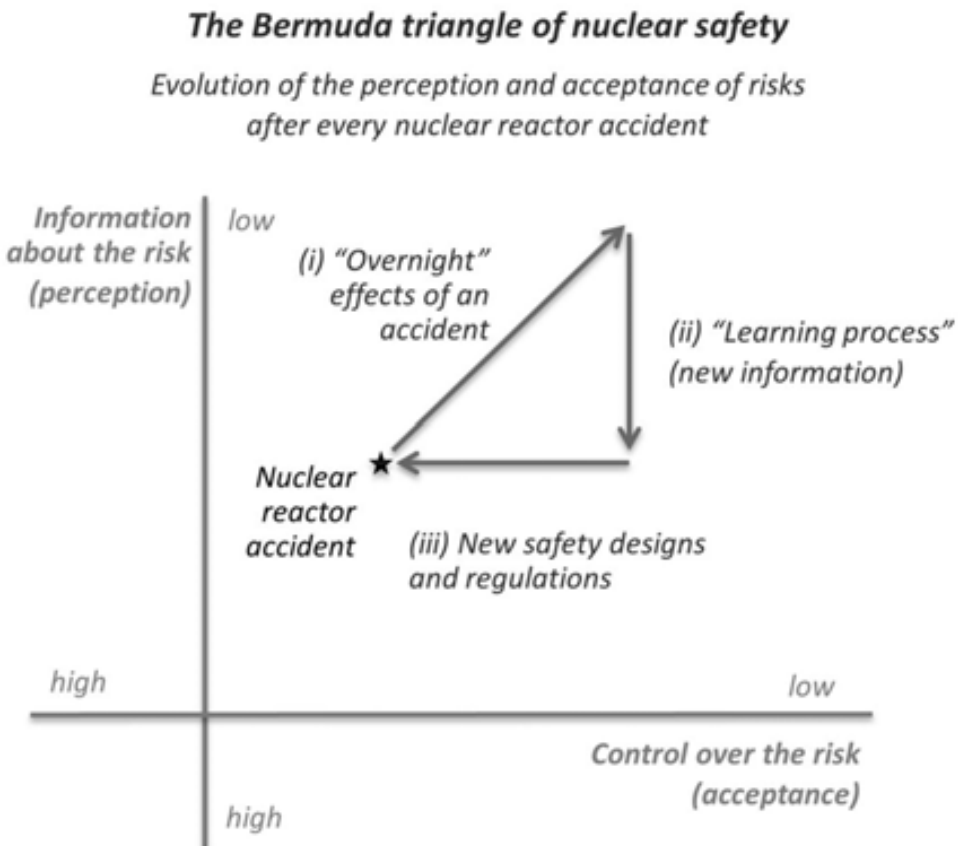 The Bermuda triangle of nuclear safety
Evolution of the perception and acceptance of risks
after every nuclear reactor accident
Information
about the risk
(perception)
low
(i) “Overnight”
effects of an
accident
(ii) “Learning process”
(new information)
Nuclear
reactor
accident
(iii) New safety designs
and regulations
high
low
Control over the risk
(acceptance)
high